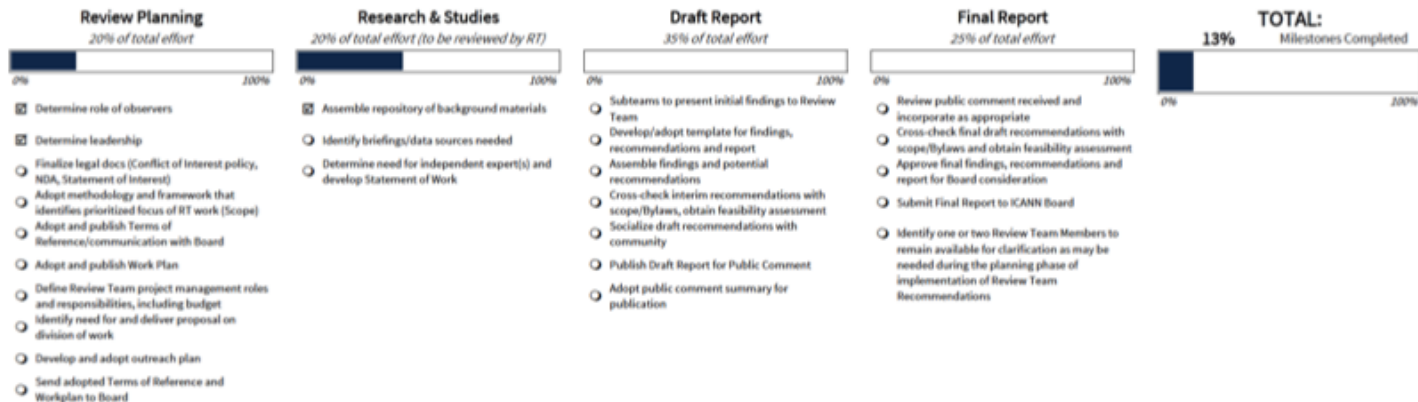 Review Planning
20% of total effort
0% 100%
Determine role of observers
Determine leadership
Finalize legal docs (Conflict of Interest policy,
NDA, Statement of Interest)
Adopt methodology and framework that
identifies prioritized focus of RT work (Scope)
Adopt and publish Terms of
Reference/communication with Board
Adopt and publish Work Plan
Define Review Team project management roles
and responsibilities, including budget
Identify need for and deliver proposal on
division of work
Develop and adopt outreach plan
Send adopted Terms of Reference and
Workplan to Board
Research & Studies
20% of total effort (to be reviewed by RT)
0% 100%
Assemble repository of background materials
Identify briefings/data sources needed
Determine need for independent expert(s) and
develop Statement of Work
Draft Report
35% of total effort
0% 100%
Subteams to present initial findings to Review
Team
Develop/adopt template for findings,
recommendations and report
Assemble findings and potential
recommendations
Cross-check interim recommendations with
scope/Bylaws, obtain feasibility assessment
Socialize draft recommendations with
community
Publish Draft Report for Public Comment
Adopt public comment summary for
publication
Final Report
25% of total effort
0% 100%
Review public comment received and
incorporate as appropriate
Cross-check final draft recommendations with
scope/Bylaws and obtain feasibility assessment
Approve final findings, recommendations and
report for Board consideration
Submit Final Report to ICANN Board
Identify one or two Review Team Members to
remain available for clarification as may be
needed during the planning phase of
implementation of Review Team
Recommendations
TOTAL:
13% Milestones Completed
0% 100%